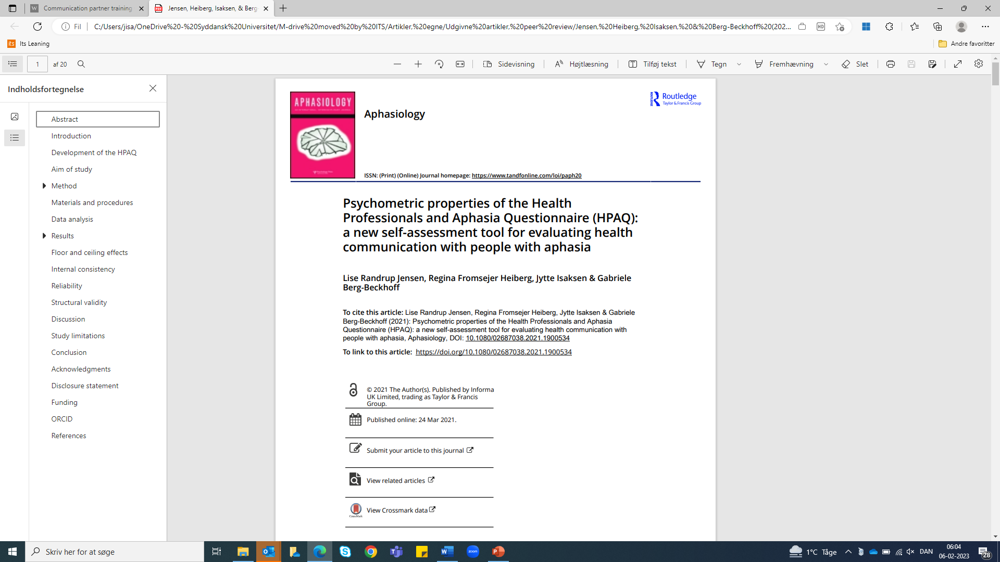 Communication partner training
Jensen, Heiberg, Isaksen, & Berg-
Fil
C:/Users/jisa/OneDrive%20-%20Syddansk%20Universitet/M-drive%20moved%20by%20ITS/Artikler,%20egne/Udgivne%20artikler,%20peer%20review/Jensen,%20Heiberg,%20Isaksen,%20&%20Berg-Beckhoff%20(202...
its Its Leaning
Andre favoritter
1 af 20
Sidevisning
Højtlæsning
Tilføj tekst
Tegn
Fremhævning
Slet
Indholdsfortegnelse
Abstract
Introduction
Development of the HPAQ
Aim of study
Method
Materials and procedures
Data analysis
Results
Floor and ceiling effects
Internal consistency
Reliability
Structural validity
Discussion
Study limitations
Conclusion
Acknowledgments
Disclosure statement
Funding
ORCID
References
APHASIOLOGY
Aphasiology
Routledge
Taylor & Francis Group
ISSN: (Print) (Online) Journal homepage: https://www.tandfonline.com/loi/paph20
Psychometric properties of the Health
Professionals and Aphasia Questionnaire (HPAQ):
a new self-assessment tool for evaluating health
communication with people with aphasia
Lise Randrup Jensen, Regina Fromsejer Heiberg, Jytte Isaksen & Gabriele
Berg-Beckhoff
To cite this article: Lise Randrup Jensen, Regina Fromsejer Heiberg, Jytte Isaksen & Gabriele
Berg-Beckhoff (2021): Psychometric properties of the Health Professionals and Aphasia
Questionnaire (HPAQ): a new self-assessment tool for evaluating health communication with
people with aphasia, Aphasiology, DOI: 10.1080/02687038.2021.1900534
To link to this article: https://doi.org/10.1080/02687038.2021.1900534
© 2021 The Author(s). Published by Informa
UK Limited, trading as Taylor & Francis
Group.
Published online: 24 Mar 2021.
Submit your article to this journal
View related articles
View Crossmark data
CrossMark
Skriv her for at søge
zoom
1°C Tåge
DAN
06:04
06-02-2023
28